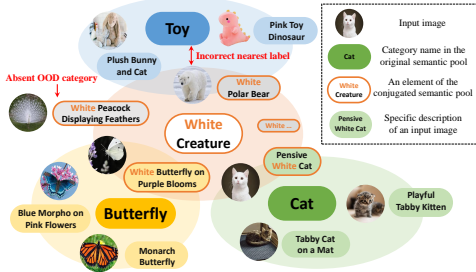 Toy
Pink Toy
Dinosaur
Plush Bunny
and Cat
Incorrect nearest label
Absent OOD category
White
Polar Bear
White Peacock
Displaying Feathers
White
Creature
White ...
Pensive
White Cat
White Butterfly on
Purple Blooms
Blue Morpho on
Pink Flowers
Butterfly
Monarch
Butterfly
Cat
Playful
Tabby Kitten
Tabby Cat
on a Mat
Input image
Cat
Category name in the
original semantic pool
White
Creature
An element of the
conjugated semantic pool
Pensive
White Cat
Specific description
of an input image